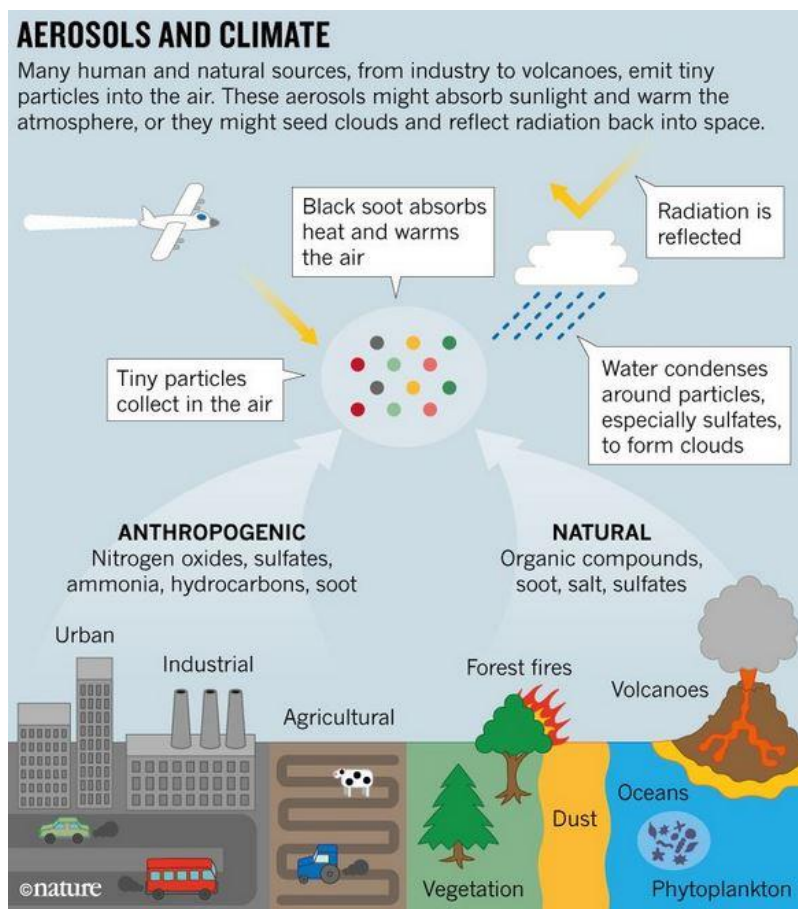 AEROSOLS AND CLIMATE
Many human and natural sources, from industry to volcanoes, emit tiny
particles into the air. These aerosols might absorb sunlight and warm the
atmosphere, or they might seed clouds and reflect radiation back into space.
Black soot absorbs
heat and warms
the air
Radiation is
reflected
Tiny particles
collect in the air
Water condenses
around particles,
especially sulfates,
to form clouds
ANTHROPOGENIC
Nitrogen oxides, sulfates,
ammonia, hydrocarbons, soot
NATURAL
Organic compounds,
soot, salt, sulfates
Urban
Industrial
Agricultural
Forest fires
Volcanoes
Oceans
Dust
Vegetation
Phytoplankton
©nature